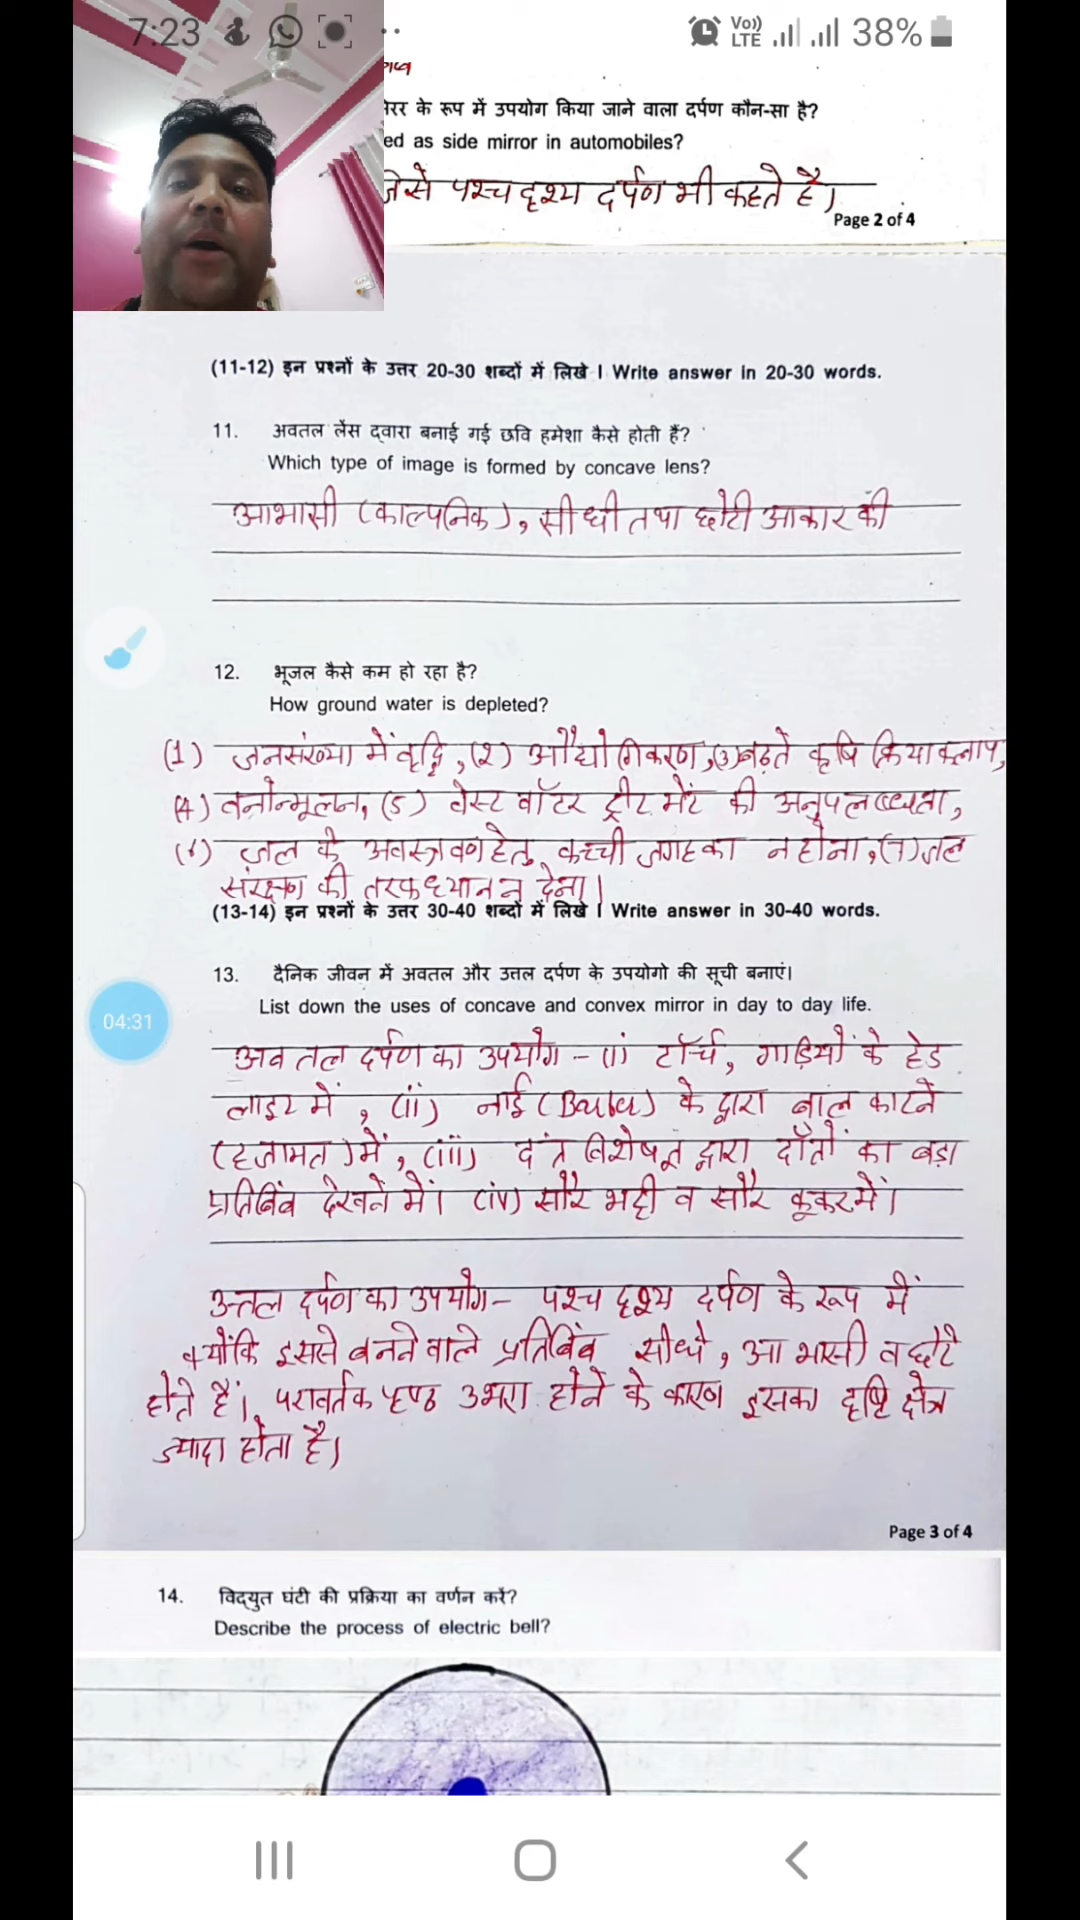 7:23
Vo)) LTE 38%
मिरर के रूप में उपयोग किया जाने वाला दर्पण कौन-सा है?
ed as side mirror in automobiles?
जिसे पश्च दृश्य दर्पण भी कहते है।
Page 2 of 4
(11-12) इन प्रश्नों के उत्तर 20-30 शब्दों में लिखे । Write answer in 20-30 words.
11. अवतल लेंस द्वारा बनाई गई छवि हमेशा कैसे होती हैं?
Which type of image is formed by concave lens?
आभासी (काल्पनिक), सीधी तथा छोटी आकार की
12. भूजल कैसे कम हो रहा है?
How ground water is depleted?
(1) जनसंख्या में वृद्धि, (2) औद्योगिकरण, (3) बढ़ते कृषि क्रियाकलाप,
(4) वनोन्मूलन, (5) वेस्ट वॉटर ट्रीटमेंट की अनुपलब्धता,
(6) जल के अवस्त्रवण हेतु कच्ची जगह का न होना, (7) जल
संरक्षण की तरफ ध्यान न देना।
(13-14) इन प्रश्नों के उत्तर 30-40 शब्दों में लिखे । Write answer in 30-40 words.
13. दैनिक जीवन में अवतल और उत्तल दर्पण के उपयोगो की सूची बनाएं।
List down the uses of concave and convex mirror in day to day life.
04:31
अवतल दर्पण का उपयोग - (i) टॉर्च, गाड़ियों के हेड
लाइट में, (ii) नाई (Barber) के द्वारा बाल काटने
(हजामत) में, (iii) दंत विशेषज्ञ द्वारा दाँतों का बड़ा
प्रतिबिंब देखने में। (iv) सौर भट्टी व सौर कूकर में।
उत्तल दर्पण का उपयोग - पश्च दृश्य दर्पण के रूप में
क्योंकि इससे बनने वाले प्रतिबिंब सीधे, आभासी व छोटे
होते हैं। परावर्तक पृष्ठ उभरा होने के कारण इसका दृष्टि क्षेत्र
ज्यादा होता है।
Page 3 of 4
14. विद्युत घंटी की प्रक्रिया का वर्णन करें?
Describe the process of electric bell?